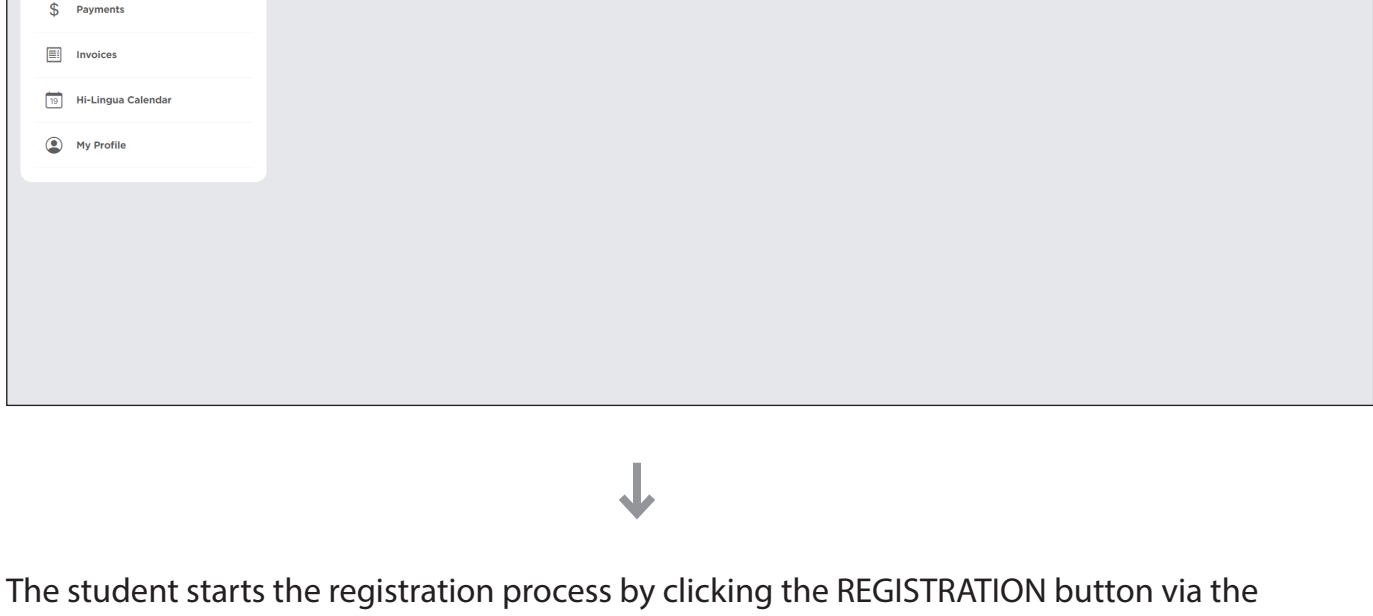 $ Payments
Invoices
19 Hi-Lingua Calendar
My Profile
The student starts the registration process by clicking the REGISTRATION button via the